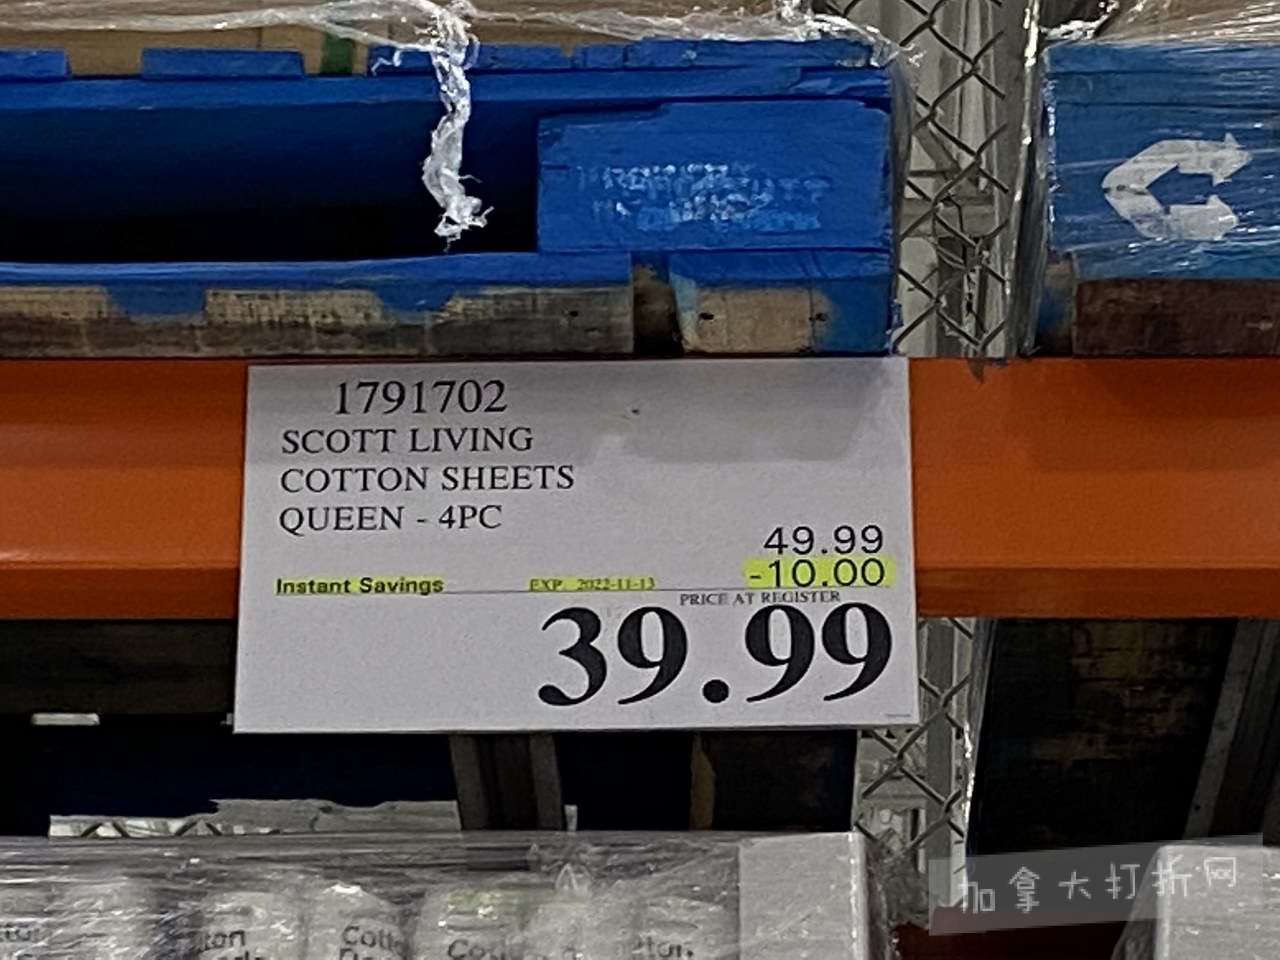 1791702
SCOTT LIVING
COTTON SHEETS
QUEEN - 4PC
49.99
Instant Savings EXP 2022-11-13 -10.00
PRICE AT REGISTER
39.99
加拿大打折网